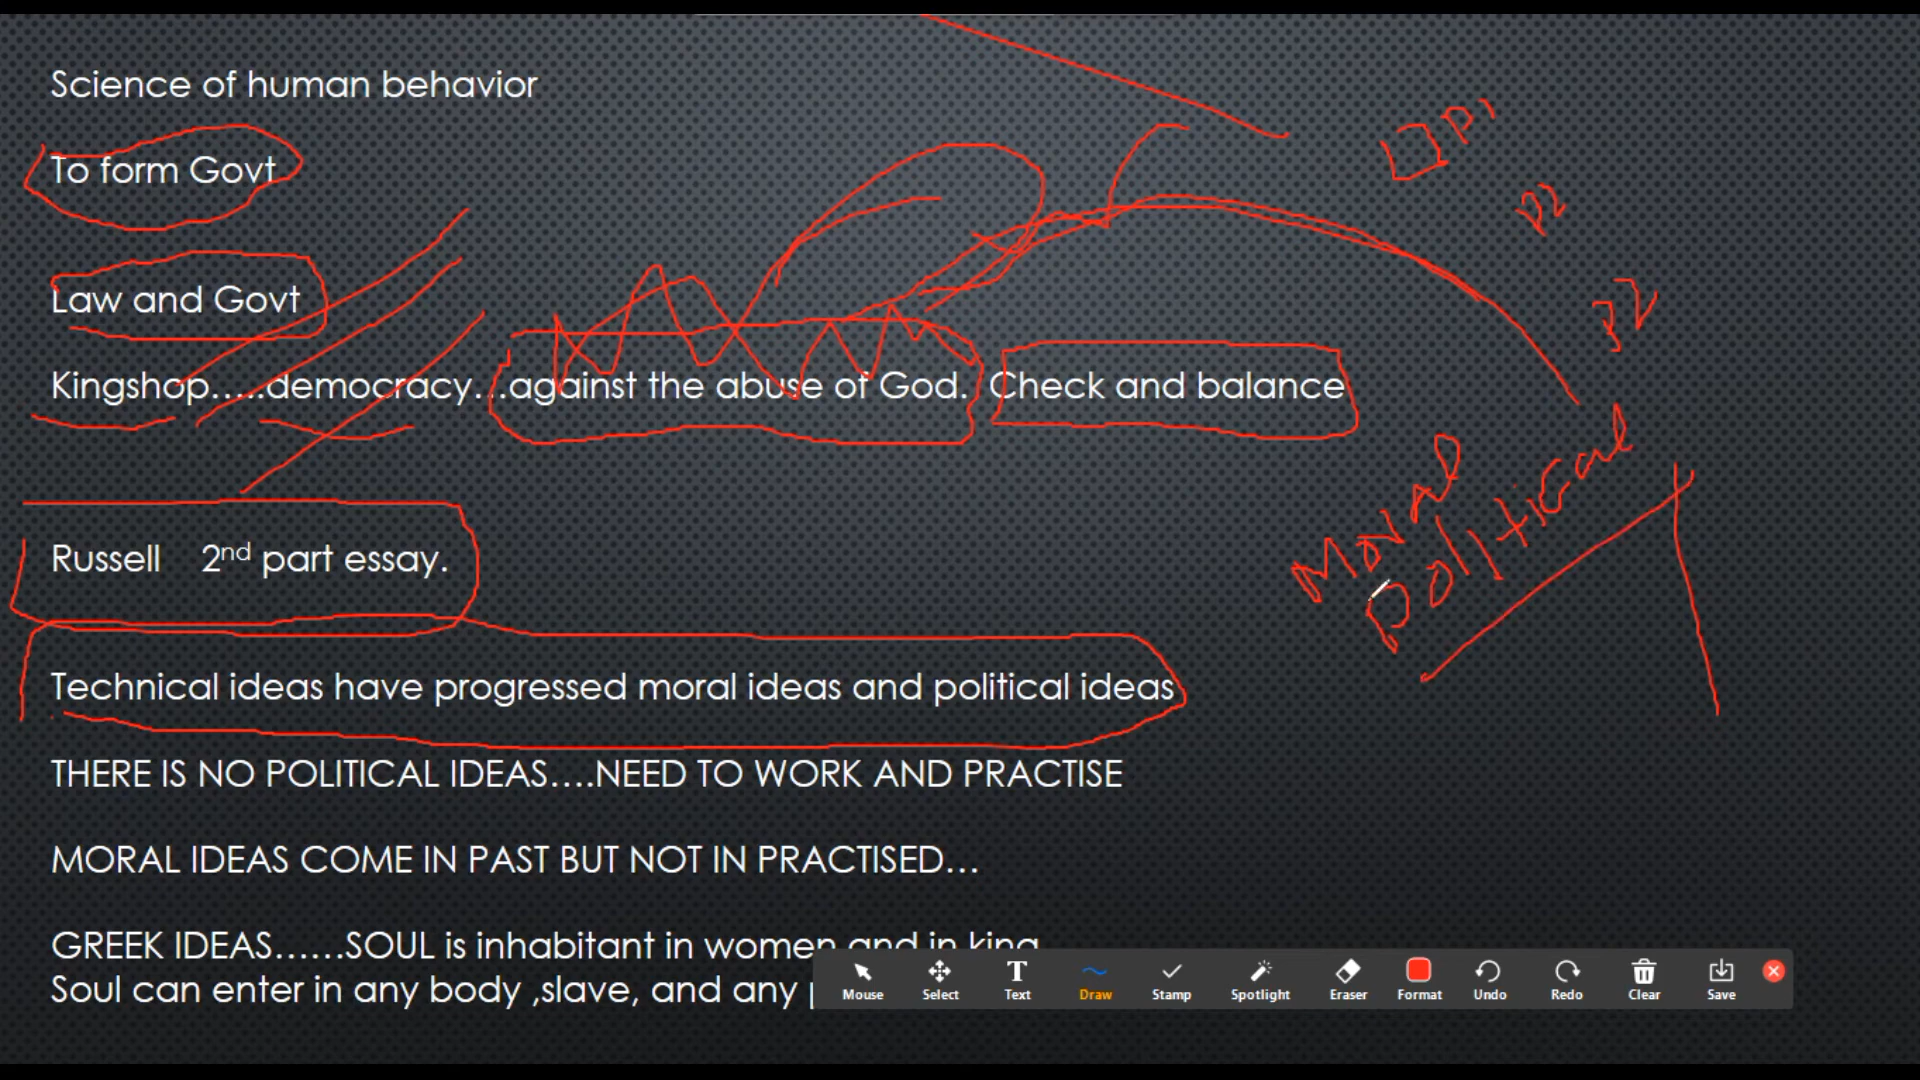 Science of human behavior
To form Govt
Law and Govt
Kingshop…..democracy…against the abuse of God.  Check and balance
Russell    2nd part essay.
Technical ideas have progressed moral ideas and political ideas
THERE IS NO POLITICAL IDEAS….NEED TO WORK AND PRACTISE
MORAL IDEAS COME IN PAST BUT NOT IN PRACTISED…
GREEK IDEAS……SOUL is inhabitant in women and in king
Soul can enter in any body ,slave, and any
Moral
Political
Mouse Select Text Draw Stamp Spotlight Eraser Format Undo Redo Clear Save